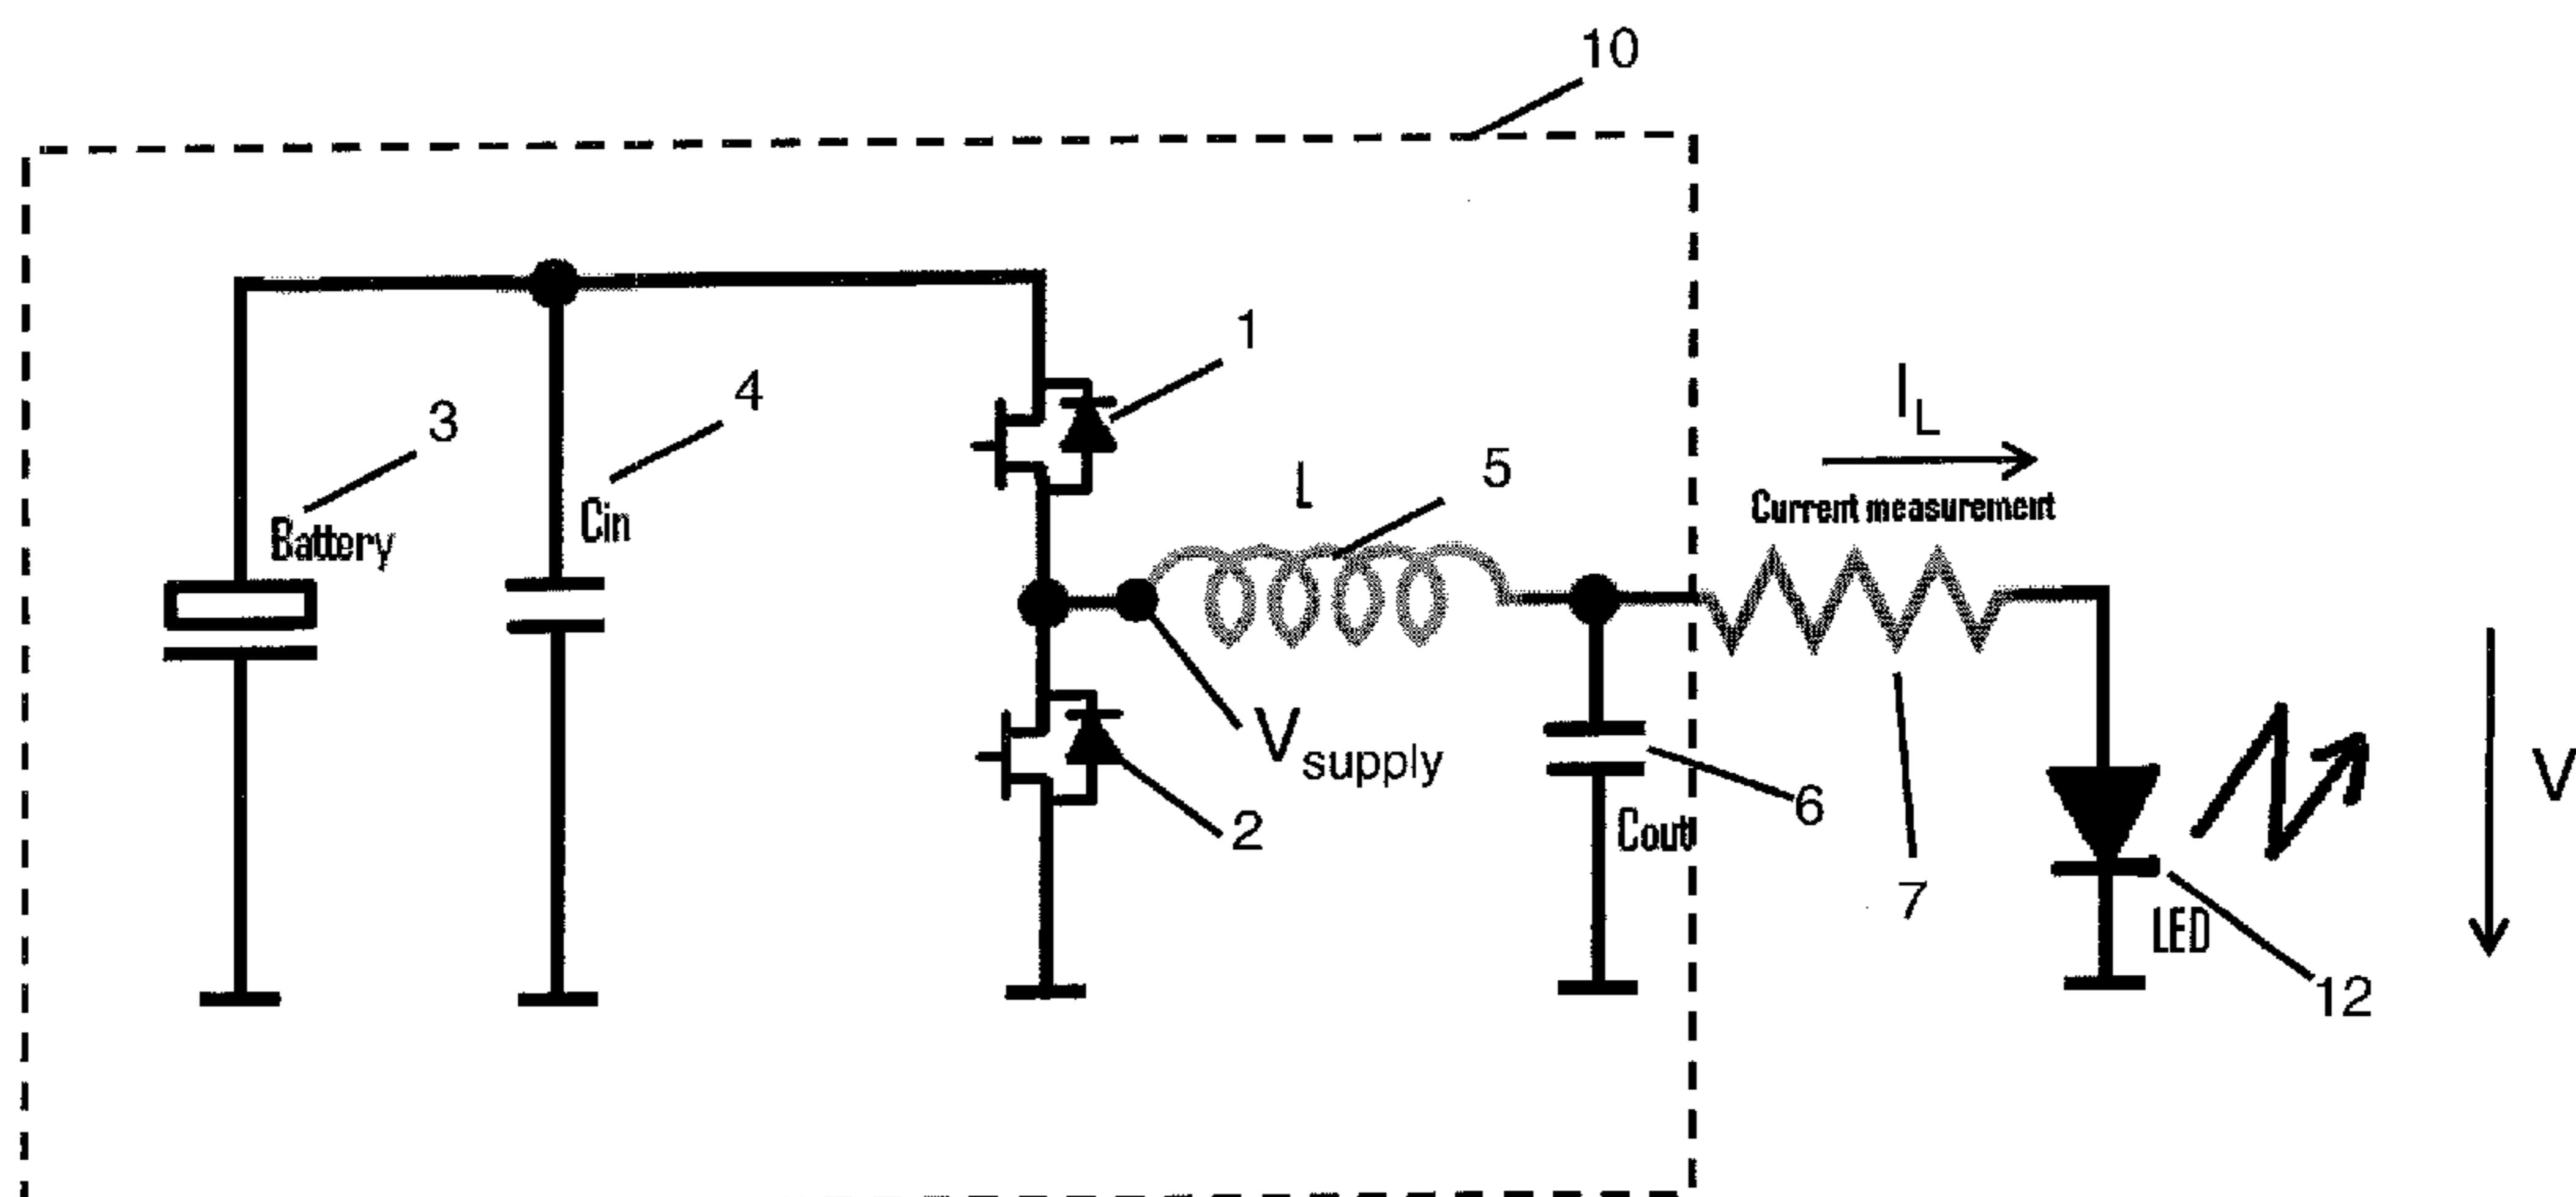 10
1
4
3
I_L
L
5
Cin
Battery
Current measurement
V_supply
V
6
2
Cout
7
LED
12